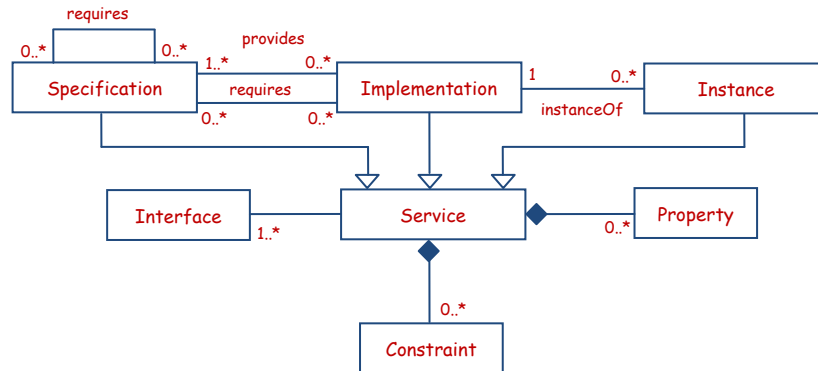 requires
0..*
0..*
provides
1..*
0..*
Specification
requires
Implementation
1
0..*
Instance
0..*
0..*
instanceOf
Interface
1..*
Service
Property
0..*
0..*
Constraint